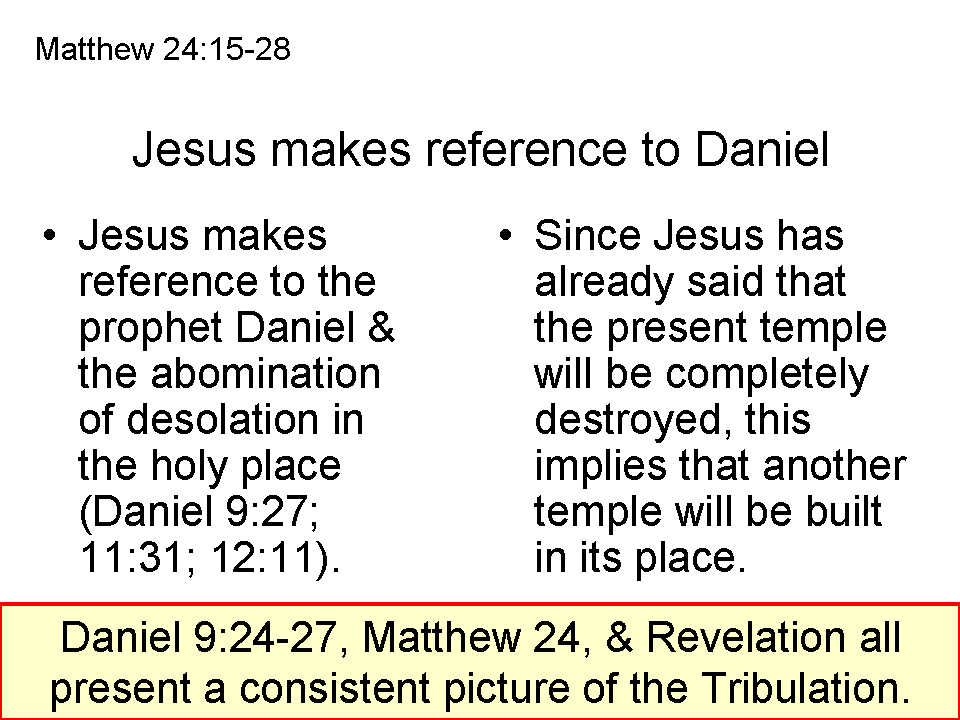 Matthew 24:15-28
Jesus makes reference to Daniel
• Jesus makes
reference to the
prophet Daniel &
the abomination
of desolation in
the holy place
(Daniel 9:27;
11:31; 12:11).
• Since Jesus has
already said that
the present temple
will be completely
destroyed, this
implies that another
temple will be built
in its place.
Daniel 9:24-27, Matthew 24, & Revelation all
present a consistent picture of the Tribulation.